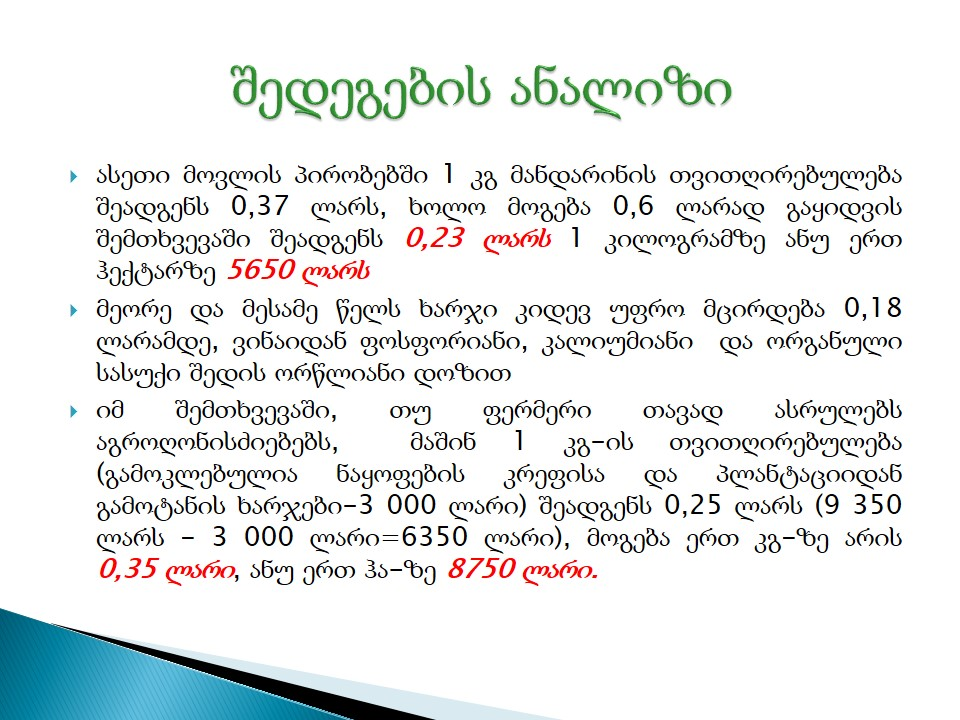 შედეგების ანალიზი
ასეთი მოვლის პირობებში 1 კგ მანდარინის თვითღირებულება
შეადგენს 0,37 ლარს, ხოლო მოგება 0,6 ლარად გაყიდვის
შემთხვევაში შეადგენს 0,23 ლარს 1 კილოგრამზე ანუ ერთ
ჰექტარზე 5650 ლარს
მეორე და მესამე წელს ხარჯი კიდევ უფრო მცირდება 0,18
ლარამდე, ვინაიდან ფოსფორიანი, კალიუმიანი და ორგანული
სასუქი შედის ორწლიანი დოზით
იმ შემთხვევაში, თუ ფერმერი თავად ასრულებს
აგროღონისძიებებს, მაშინ 1 კგ-ის თვითღირებულება
(გამოკლებულია ნაყოფების კრეფისა და პლანტაციიდან
გამოტანის ხარჯები-3 000 ლარი) შეადგენს 0,25 ლარს (9 350
ლარს - 3 000 ლარი=6350 ლარი), მოგება ერთ კგ-ზე არის
0,35 ლარი, ანუ ერთ ჰა-ზე 8750 ლარი.